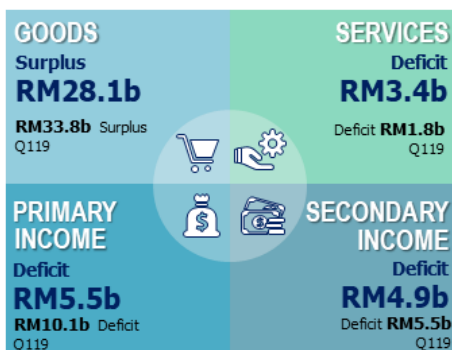 GOODS
Surplus
RM28.1b
RM33.8b Surplus
Q119
SERVICES
Deficit
RM3.4b
Deficit RM1.8b
Q119
PRIMARY
INCOME
Deficit
RM5.5b
RM10.1b Deficit
Q119
SECONDARY
INCOME
Deficit
RM4.9b
Deficit RM5.5b
Q119